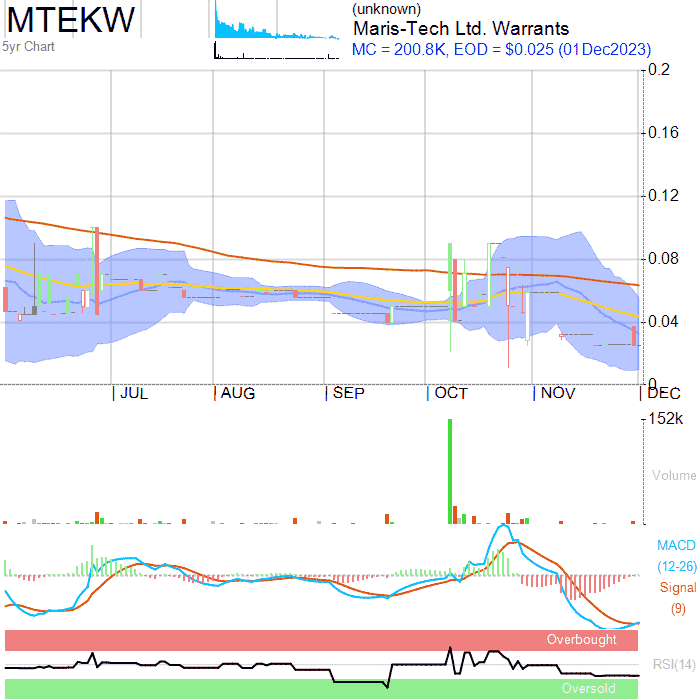 MTEKW
5yr Chart
(unknown)
Maris-Tech Ltd. Warrants
MC = 200.8K, EOD = $0.025 (01Dec2023)
0.2
0.16
0.12
0.08
0.04
0
JUL
AUG
SEP
OCT
NOV
DEC
152k
Volume
MACD
(12-26)
Signal
(9)
Overbought
RSI(14)
Oversold